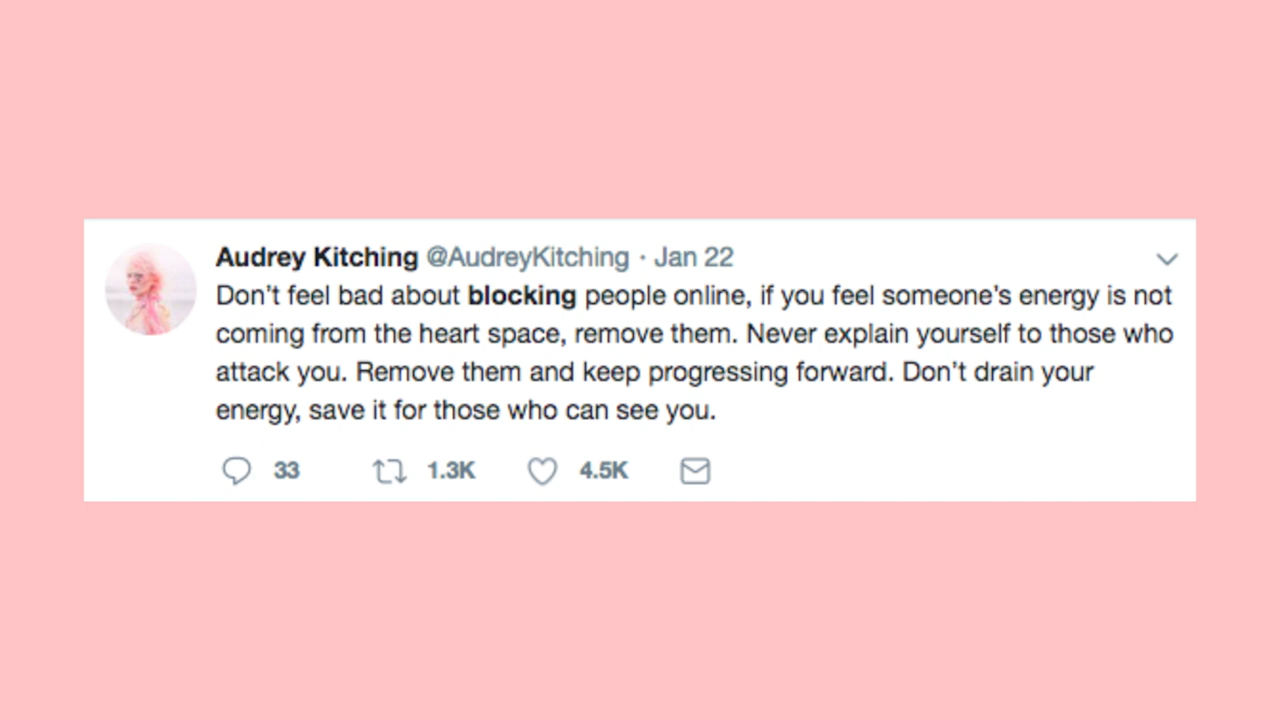 Audrey Kitching @AudreyKitching · Jan 22
Don’t feel bad about blocking people online, if you feel someone’s energy is not
coming from the heart space, remove them. Never explain yourself to those who
attack you. Remove them and keep progressing forward. Don’t drain your
energy, save it for those who can see you.
33 1.3K 4.5K